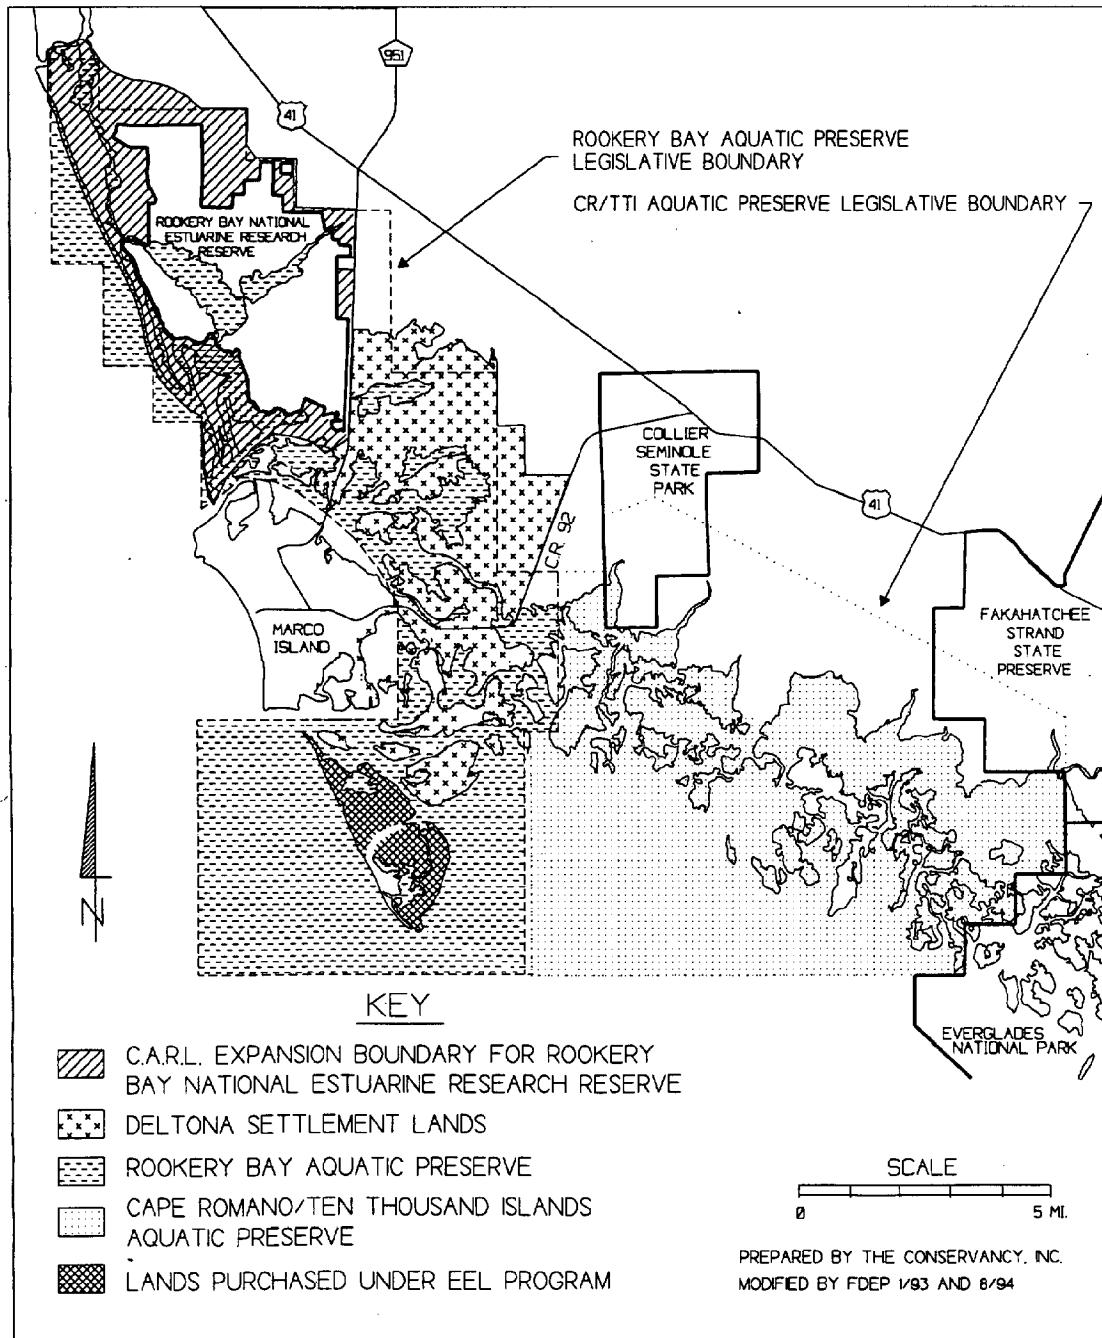 951
41
ROOKERY BAY AQUATIC PRESERVE
LEGISLATIVE BOUNDARY
CR/TTI AQUATIC PRESERVE LEGISLATIVE BOUNDARY
ROOKERY BAY NATIONAL
ESTUARINE RESEARCH
RESERVE
COLLIER
SEMINOLE
STATE
PARK
41
C.R. 92
FAKAHATCHEE
STRAND
STATE
PRESERVE
MARCO
ISLAND
N
EVERGLADES
NATIONAL PARK
KEY
C.A.R.L. EXPANSION BOUNDARY FOR ROOKERY
BAY NATIONAL ESTUARINE RESEARCH RESERVE
DELTONA SETTLEMENT LANDS
ROOKERY BAY AQUATIC PRESERVE
CAPE ROMANO/TEN THOUSAND ISLANDS
AQUATIC PRESERVE
LANDS PURCHASED UNDER EEL PROGRAM
SCALE
0 5 MI.
PREPARED BY THE CONSERVANCY, INC.
MODIFIED BY FDEP 1/93 AND 6/94